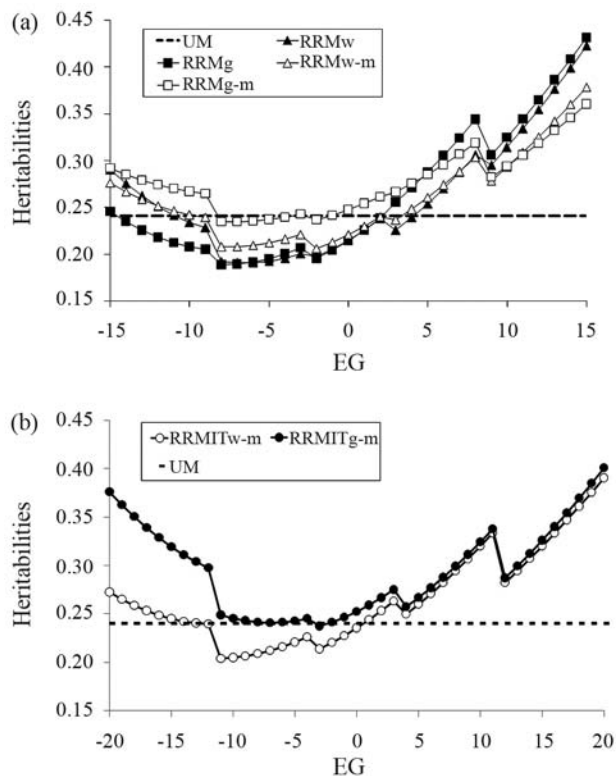 (a)
UM RRMw
RRMg RRMw-m
RRMg-m
0.45
0.40
0.35
0.30
0.25
0.20
0.15
Heritabilities
-15 -10 -5 0 5 10 15
EG
(b)
RRMITw-m RRMITg-m
UM
0.45
0.40
0.35
0.30
0.25
0.20
0.15
Heritabilities
-20 -15 -10 -5 0 5 10 15 20
EG